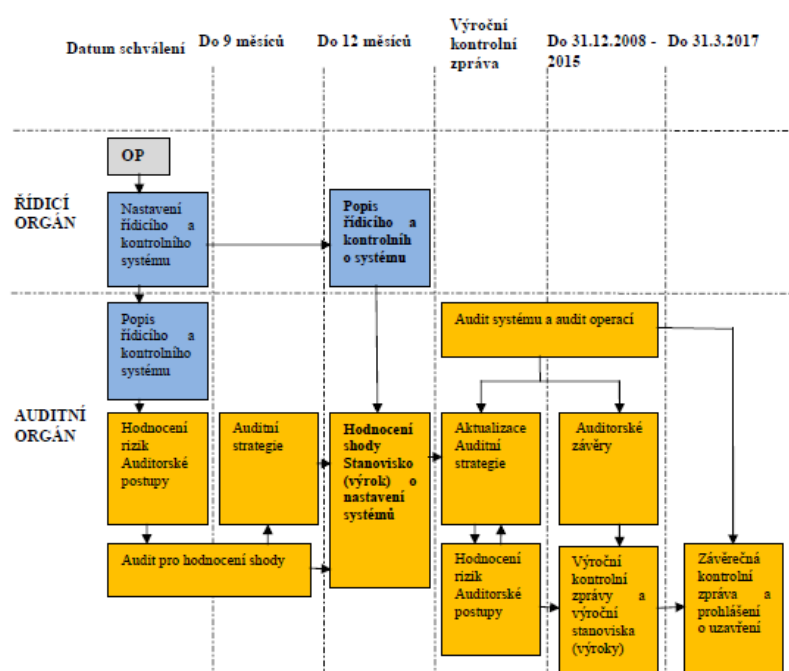 Datum schválení
Do 9 měsíců
Do 12 měsíců
Výroční
kontrolní
zpráva
Do 31.12.2008 -
2015
Do 31.3.2017
ŘÍDICÍ
ORGÁN
OP
Nastavení
řídicího a
kontrolního
systému
Popis
řídicího a
kontrolníh
o systému
AUDITNÍ
ORGÁN
Popis
řídicího a
kontrolního
systému
Audit systému a audit operací
Hodnocení
rizik
Auditorské
postupy
Auditní
strategie
Hodnocení
shody
Stanovisko
(výrok) o
nastavení
systémů
Aktualizace
Auditní
strategie
Auditorské
závěry
Audit pro hodnocení shody
Hodnocení
rizik
Auditorské
postupy
Výroční
kontrolní
zprávy a
výroční
stanoviska
(výroky)
Závěrečná
kontrolní
zpráva a
prohlášení
o uzavření